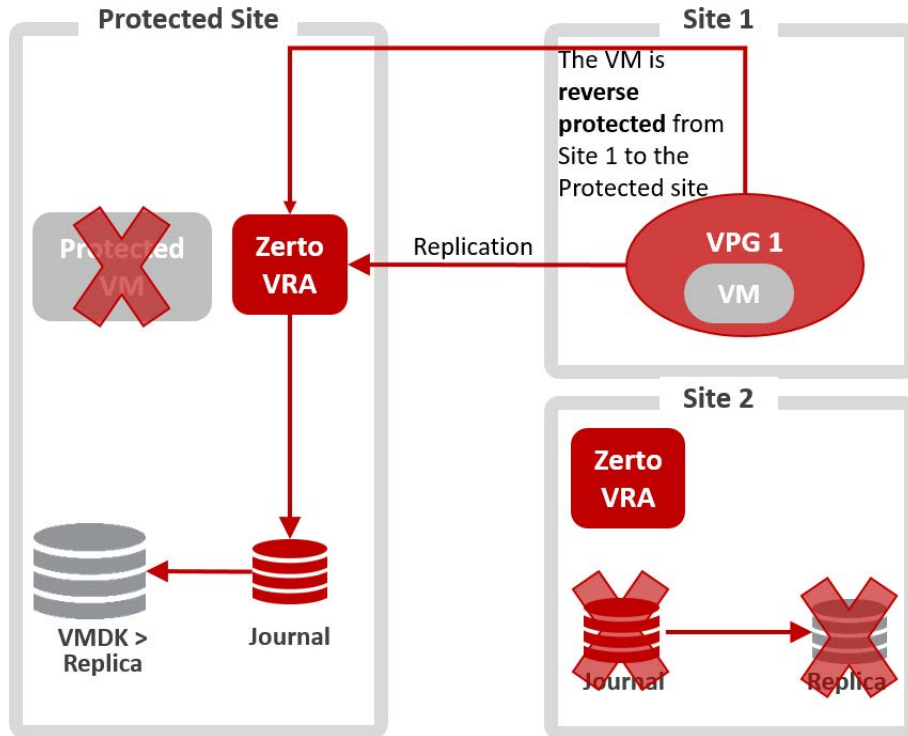 Protected Site
Protected
VM
Zerto
VRA
VMDK >
Replica
Journal
Replication
Site 1
The VM is
reverse
protected from
Site 1 to the
Protected site
VPG 1
VM
Site 2
Zerto
VRA
Journal
Replica